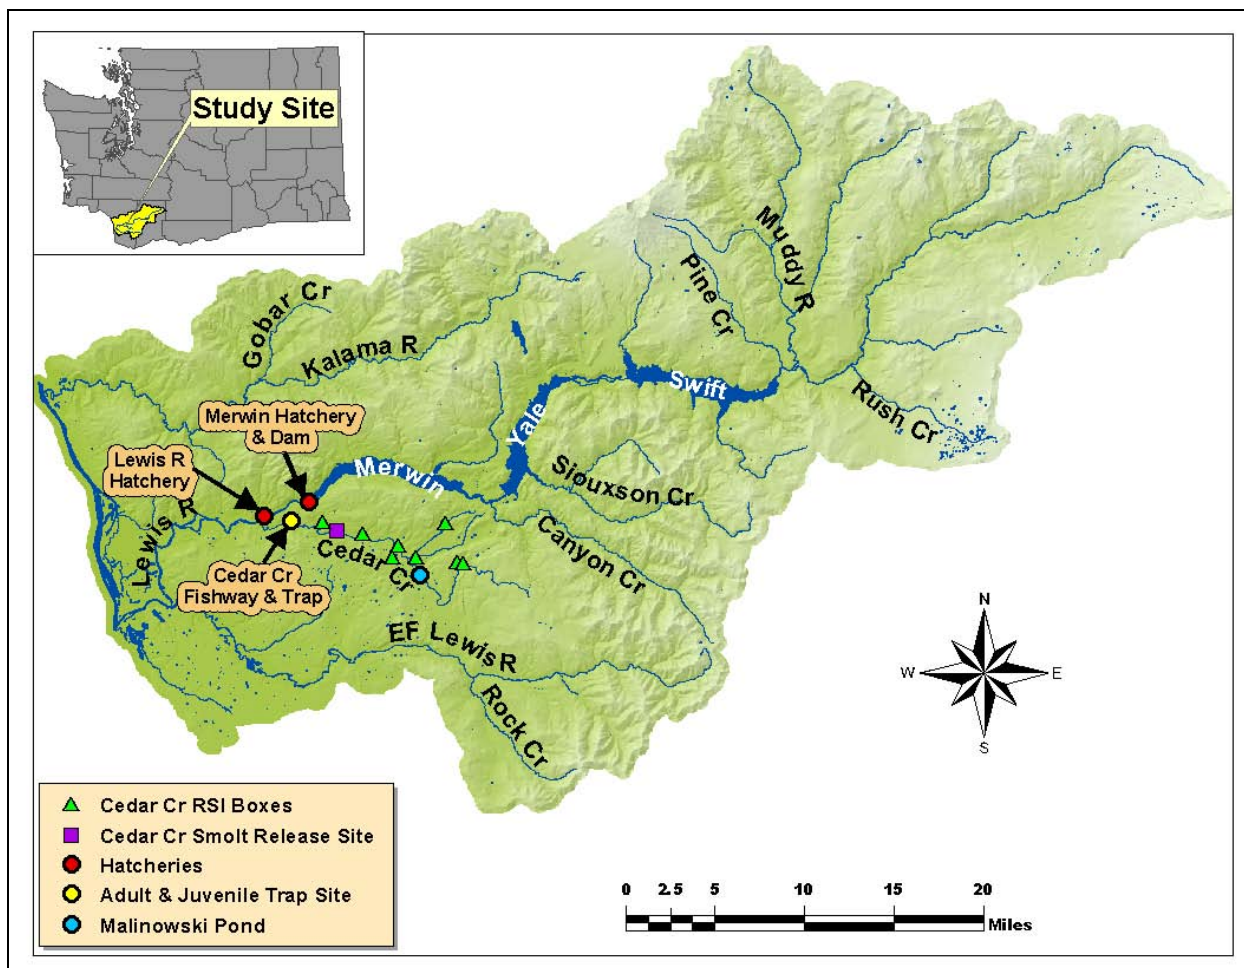 Study Site
Gobar Cr
Kalama R
Muddy R
Pine Cr
Swift
Rush Cr
Merwin Hatchery
& Dam
Yale
Lewis R
Hatchery
Merwin
Siouxson Cr
Lewis R
Cedar Cr
Canyon Cr
Cedar Cr
Fishway & Trap
EF Lewis R
Rock Cr
N
W
E
S
Cedar Cr RSI Boxes
Cedar Cr Smolt Release Site
Hatcheries
Adult & Juvenile Trap Site
Malinowski Pond
0 2.5 5 10 15 20
Miles